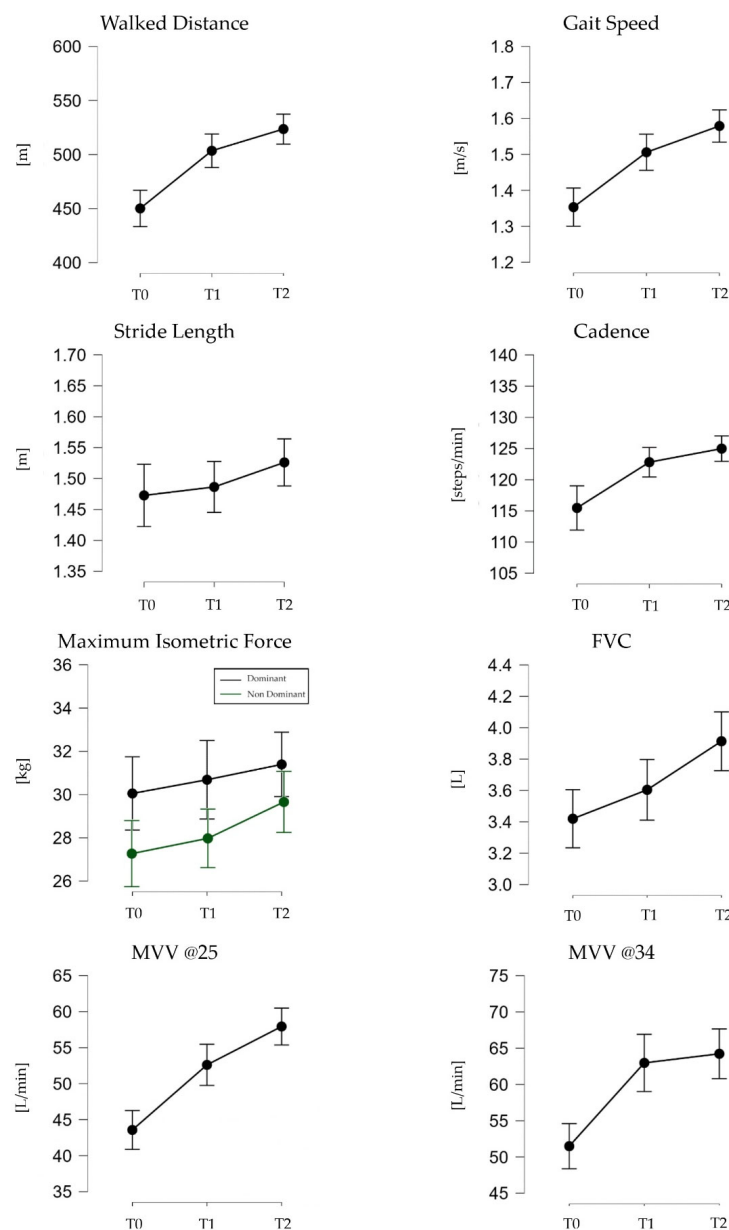 Walked Distance
600
550
500
450
400
[m]
T0 T1 T2
Gait Speed
1.8
1.7
1.6
1.5
1.4
1.3
1.2
[m/s]
T0 T1 T2
Stride Length
1.70
1.65
1.60
1.55
1.50
1.45
1.40
1.35
[m]
T0 T1 T2
Cadence
140
135
130
125
120
115
110
105
[steps/min]
T0 T1 T2
Maximum Isometric Force
36
34
32
30
28
26
[kg]
Dominant
Non Dominant
T0 T1 T2
FVC
4.4
4.2
4.0
3.8
3.6
3.4
3.2
3.0
[L]
T0 T1 T2
MVV @25
65
60
55
50
45
40
35
[L/min]
T0 T1 T2
MVV @34
75
70
65
60
55
50
45
[L/min]
T0 T1 T2